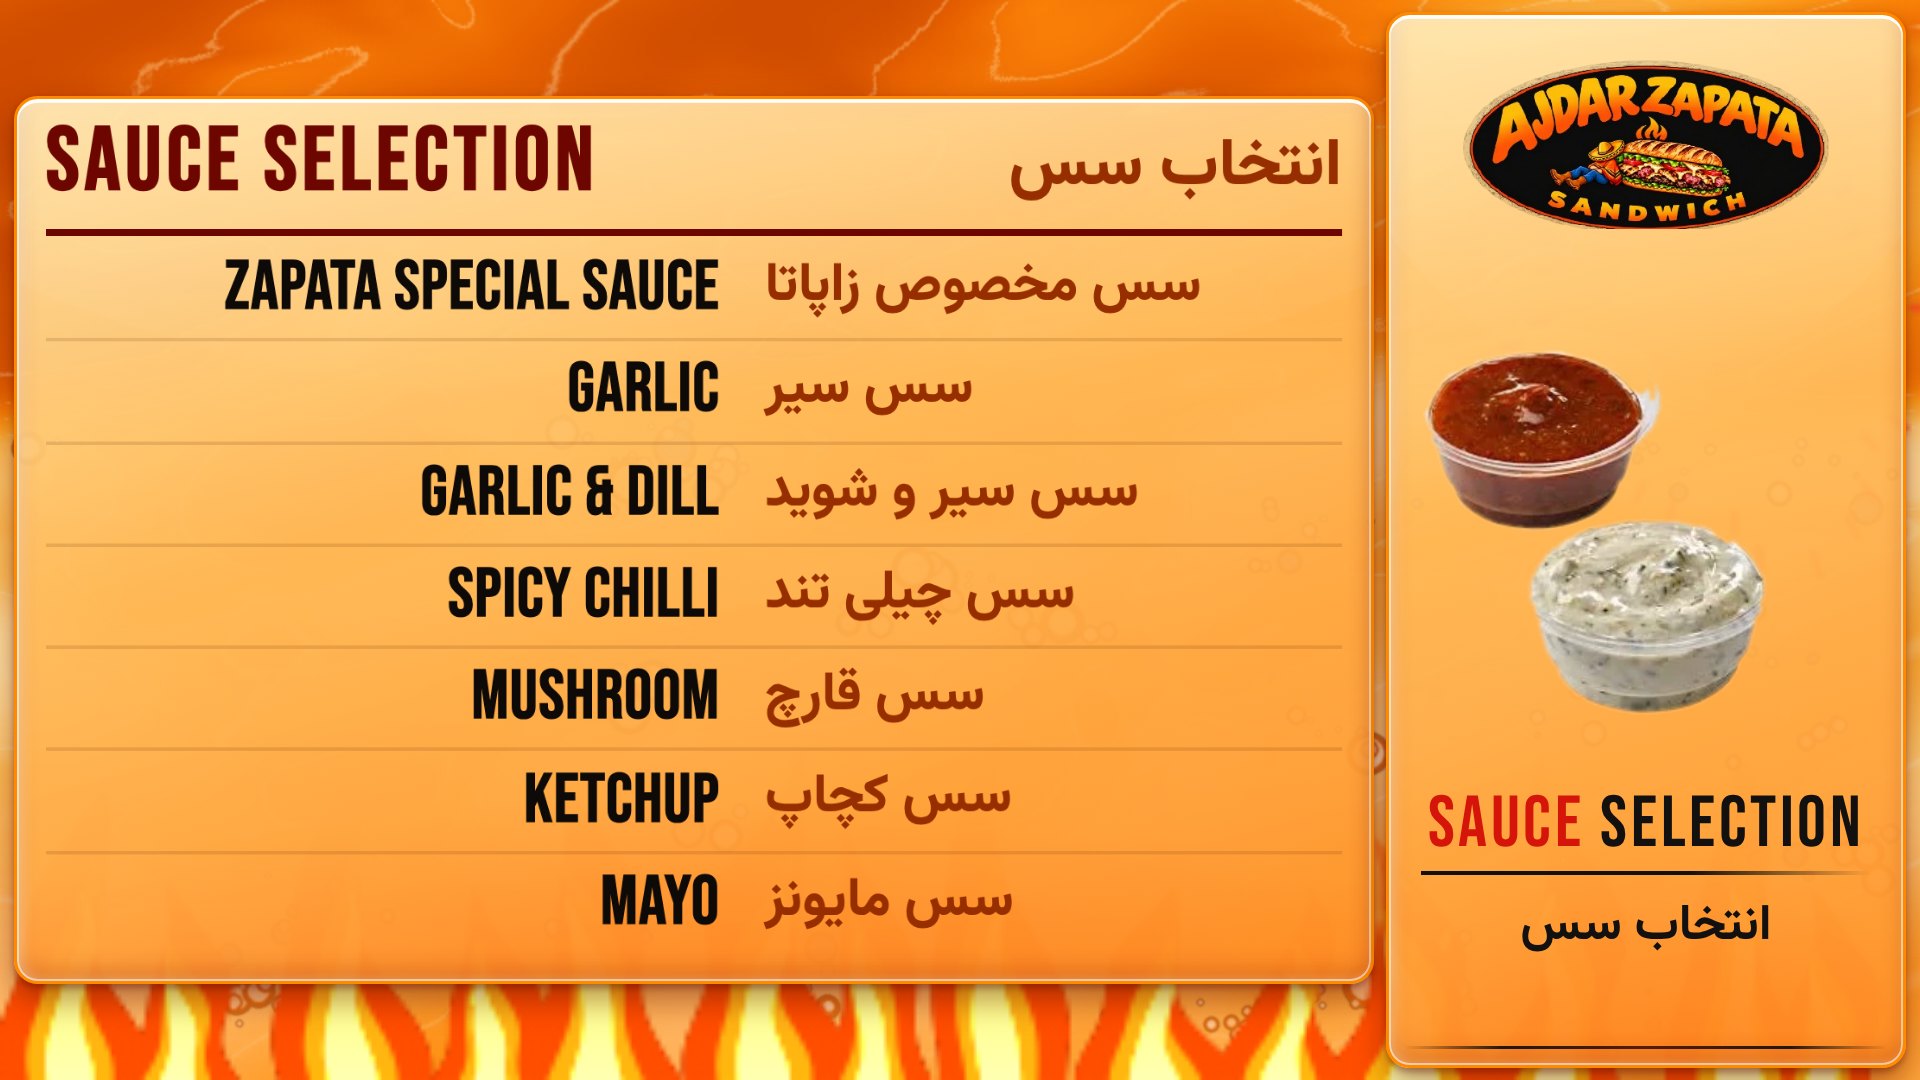 SAUCE SELECTION انتخاب سس
ZAPATA SPECIAL SAUCE سس مخصوص زاپاتا
GARLIC سس سیر
GARLIC & DILL سس سیر و شوید
SPICY CHILLI سس چیلی تند
MUSHROOM سس قارچ
KETCHUP سس کچاپ
MAYO سس مایونز
AJDAR ZAPATA
SANDWICH
SAUCE SELECTION
انتخاب سس